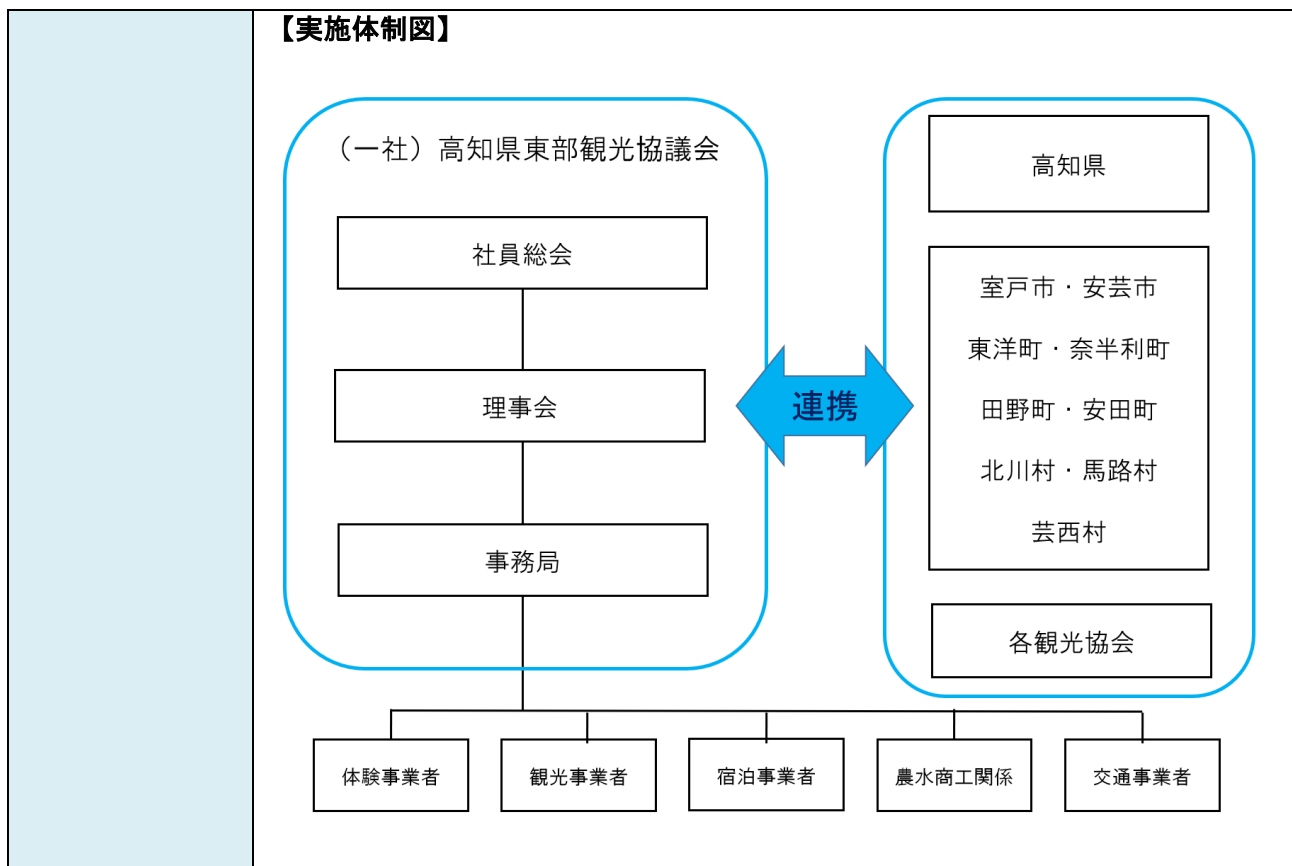 【実施体制図】
（一社）高知県東部観光協議会
社員総会
理事会
事務局
連携
高知県
室戸市・安芸市
東洋町・奈半利町
田野町・安田町
北川村・馬路村
芸西村
各観光協会
体験事業者
観光事業者
宿泊事業者
農水商工関係
交通事業者